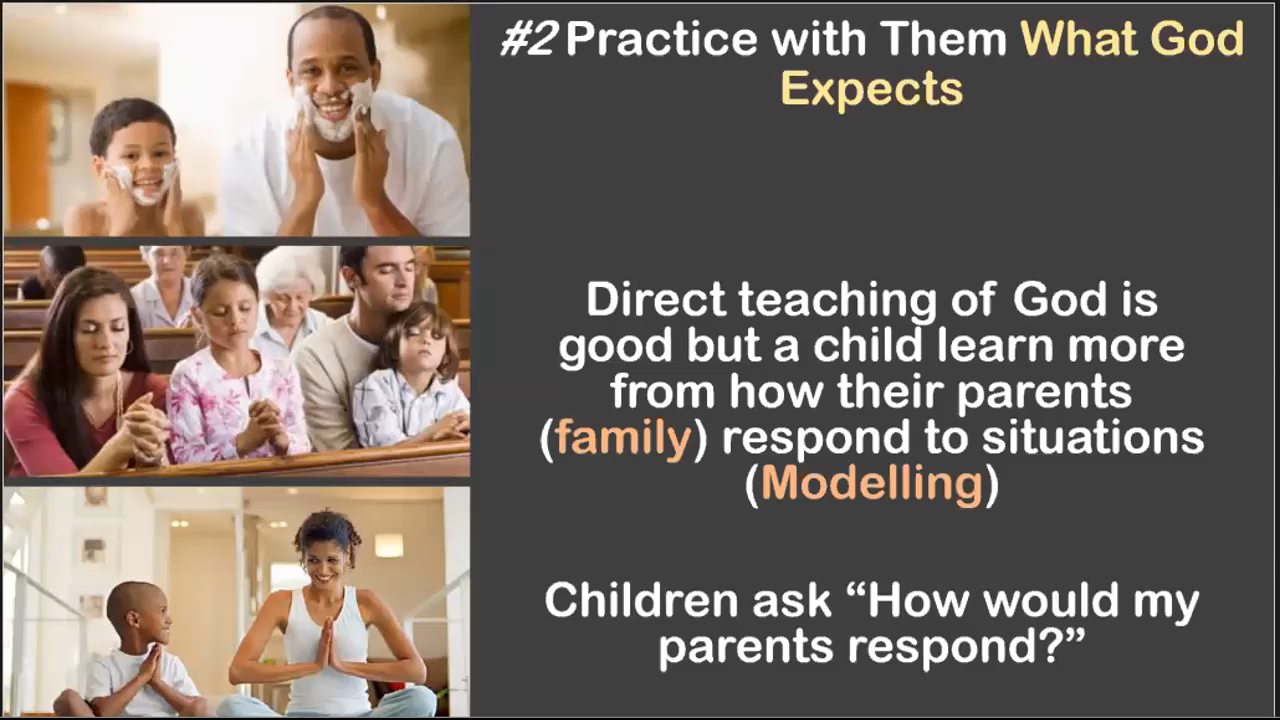 #2 Practice with Them What God
Expects
Direct teaching of God is
good but a child learn more
from how their parents
(family) respond to situations
(Modelling)
Children ask “How would my
parents respond?”